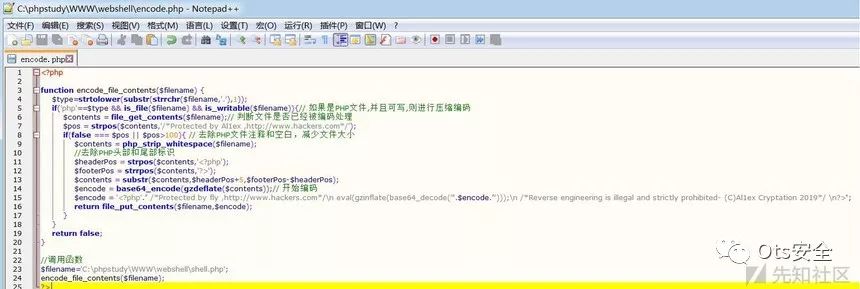 C:\phpstudy\WWW\webshell\encode.php - Notepad++
文件(F) 编辑(E) 搜索(S) 视图(V) 格式(M) 语言(L) 设置(T) 宏(O) 运行(R) 插件(P) 窗口(W) ?
encode.php
1 <?php
2
3 function encode_file_contents($filename) {
4 $type=strtolower(substr(strrchr($filename,'.'),1));
5 if('php'==$type && is_file($filename) && is_writable($filename)){// 如果是PHP文件,并且可写,则进行压缩编码
6 $contents = file_get_contents($filename);// 判断文件是否已经被编码处理
7 $pos = strpos($contents,'/*Protected by Al1ex ,http://www.hackers.com*/');
8 if(false === $pos || $pos>100){ // 去除PHP文件注释和空白，减少文件大小
9 $contents = php_strip_whitespace($filename);
10 //去除PHP头部和尾部标识
11 $headerPos = strpos($contents,'<?php');
12 $footerPos = strrpos($contents,'?>');
13 $contents = substr($contents,$headerPos+5,$footerPos-$headerPos);
14 $encode = base64_encode(gzdeflate($contents));// 开始编码
15 $encode = '<?php'." /*Protected by fly ,http://www.hackers.com*/\n eval(gzinflate(base64_decode('".$encode."')));\n /*Reverse engineering is illegal and strictly prohibited- (C)Al1ex Cryptation 2019*/ \n?>";
16 return file_put_contents($filename,$encode);
17 }
18 }
19 return false;
20 }
21
22 //调用函数
23 $filename='C:\phpstudy\WWW\webshell\shell.php';
24 encode_file_contents($filename);
25 ?>
Ots安全
先知社区